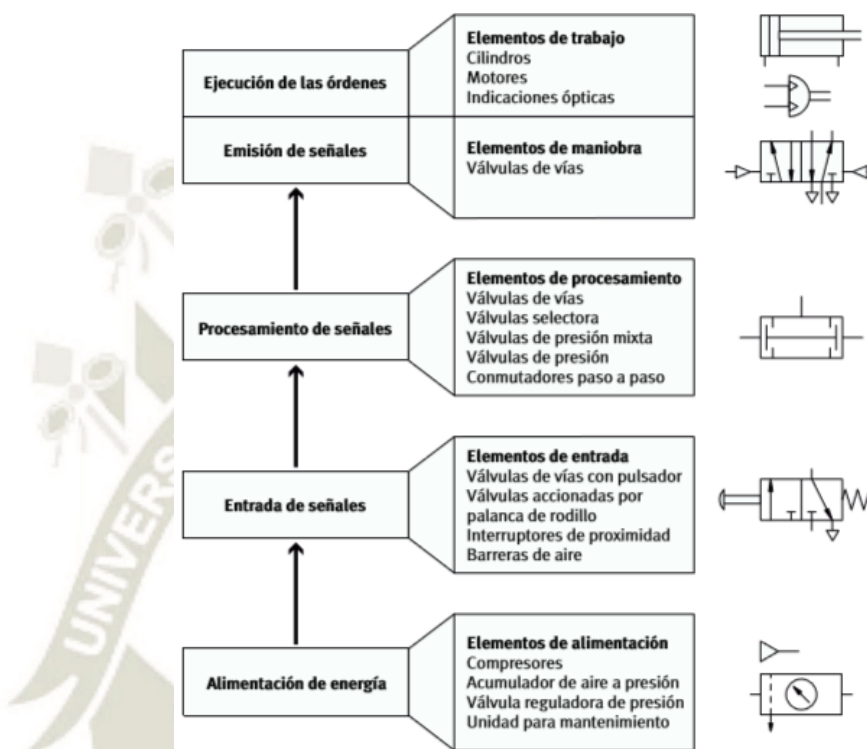 Ejecución de las órdenes
Elementos de trabajo
Cilindros
Motores
Indicaciones ópticas
Emisión de señales
Elementos de maniobra
Válvulas de vías
Procesamiento de señales
Elementos de procesamiento
Válvulas de vías
Válvulas selectora
Válvulas de presión mixta
Válvulas de presión
Conmutadores paso a paso
Entrada de señales
Elementos de entrada
Válvulas de vías con pulsador
Válvulas accionadas por
palanca de rodillo
Interruptores de proximidad
Barreras de aire
Alimentación de energía
Elementos de alimentación
Compresores
Acumulador de aire a presión
Válvula reguladora de presión
Unidad para mantenimiento
UNIVERS